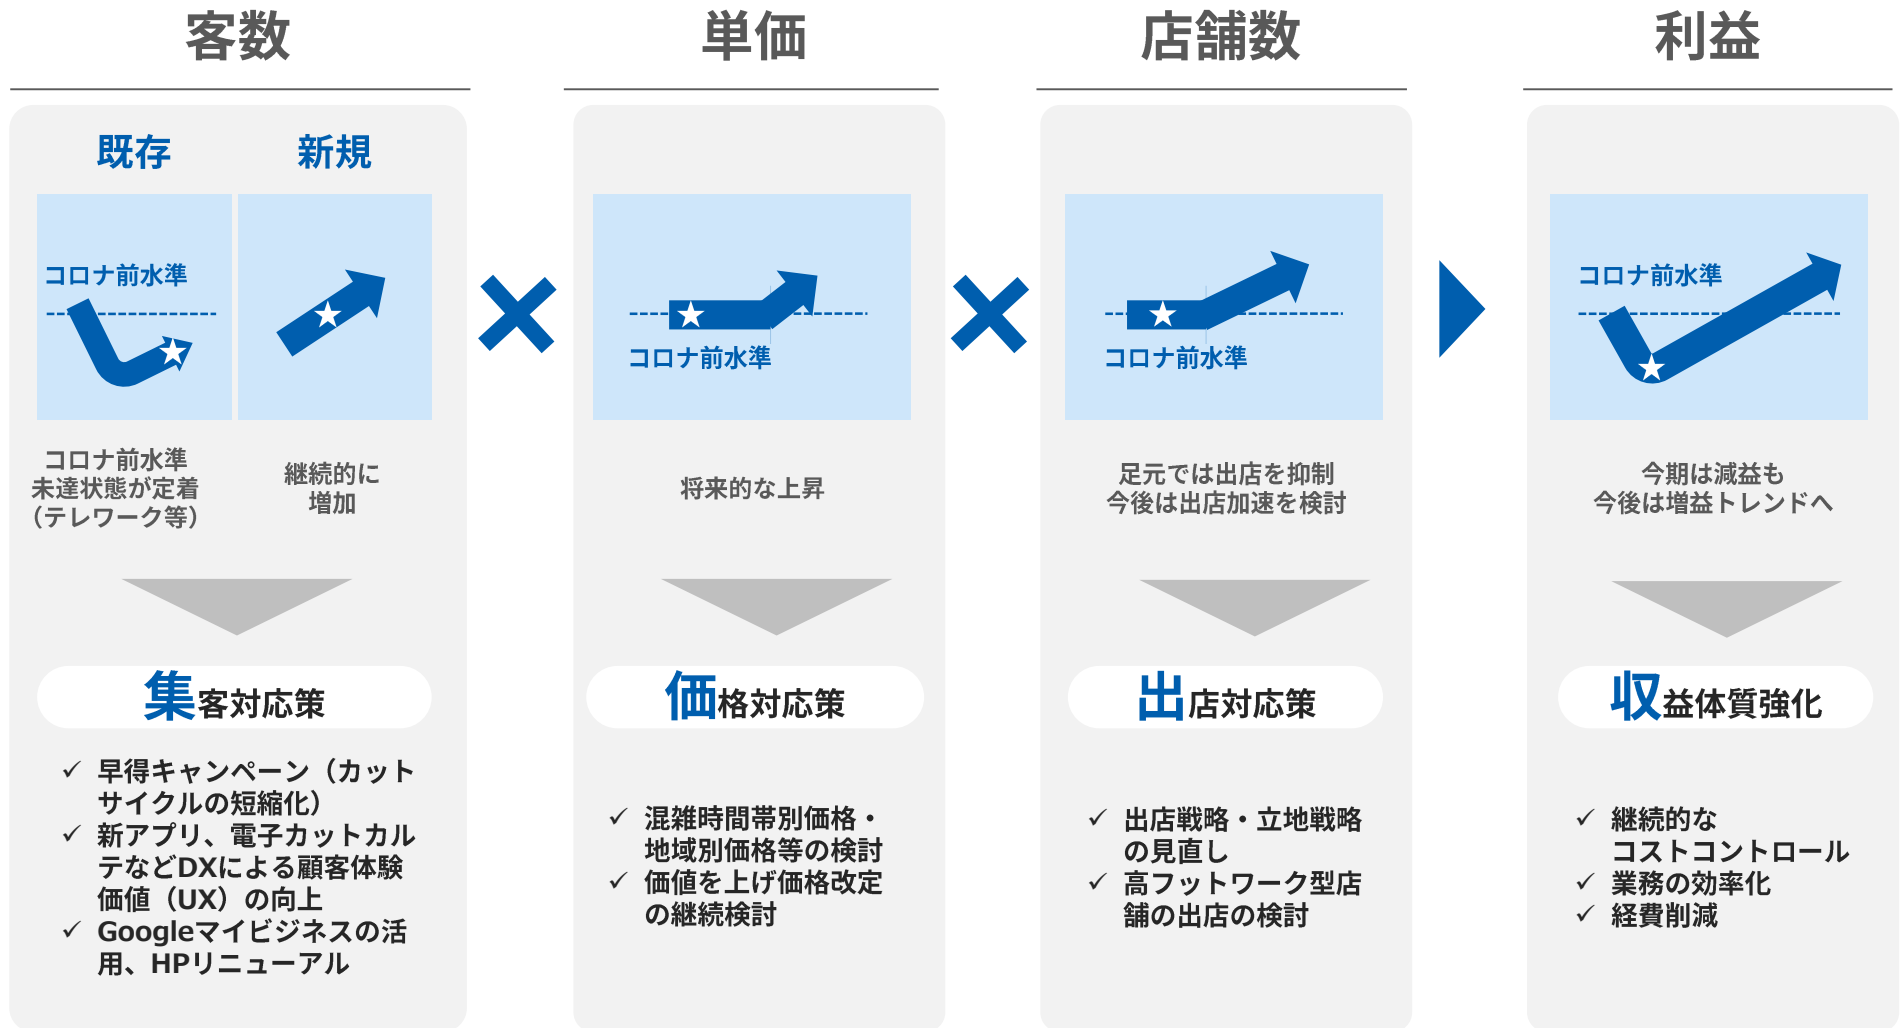 客数
既存
新規
コロナ前水準
コロナ前水準
未達状態が定着
（テレワーク等）
継続的に
増加
集客対応策
早得キャンペーン（カット
サイクルの短縮化）
新アプリ、電子カットカル
テなどDXによる顧客体験
価値（UX）の向上
Googleマイビジネスの活
用、HPリニューアル
単価
コロナ前水準
将来的な上昇
価格対応策
混雑時間帯別価格・
地域別価格等の検討
価値を上げ価格改定
の継続検討
店舗数
コロナ前水準
足元では出店を抑制
今後は出店加速を検討
出店対応策
出店戦略・立地戦略
の見直し
高フットワーク型店
舗の出店の検討
利益
コロナ前水準
今期は減益も
今後は増益トレンドへ
収益体質強化
継続的な
コストコントロール
業務の効率化
経費削減